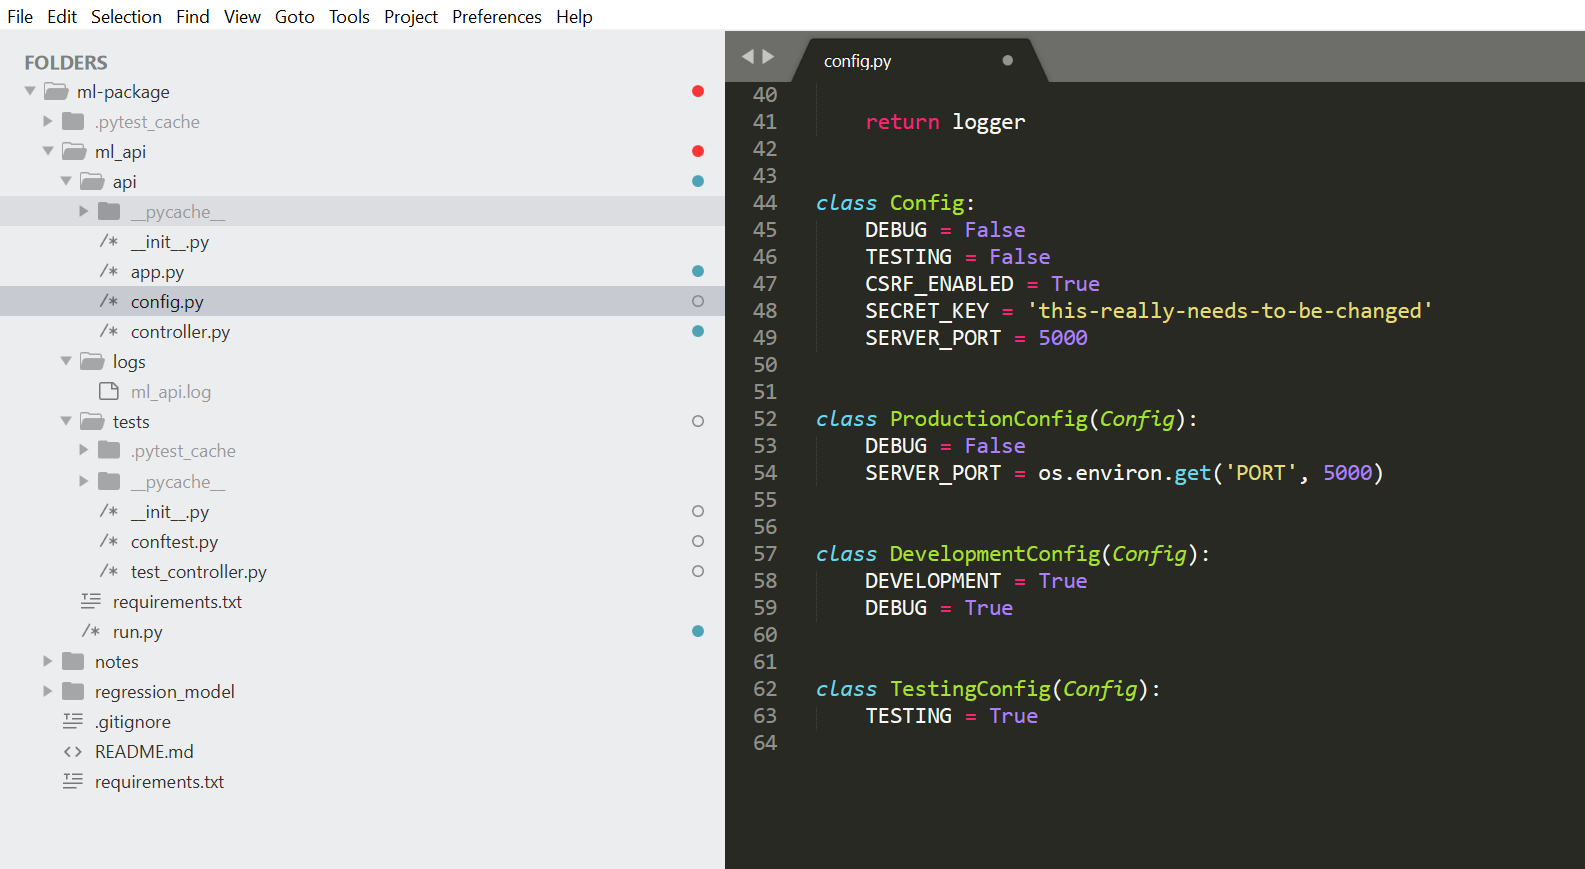 File Edit Selection Find View Goto Tools Project Preferences Help
FOLDERS
ml-package
.pytest_cache
ml_api
api
__pycache__
/* __init__.py
/* app.py
/* config.py
/* controller.py
logs
ml_api.log
tests
.pytest_cache
__pycache__
/* __init__.py
/* conftest.py
/* test_controller.py
requirements.txt
/* run.py
notes
regression_model
.gitignore
<> README.md
requirements.txt
config.py
40
41 return logger
42
43
44 class Config:
45 DEBUG = False
46 TESTING = False
47 CSRF_ENABLED = True
48 SECRET_KEY = 'this-really-needs-to-be-changed'
49 SERVER_PORT = 5000
50
51
52 class ProductionConfig(Config):
53 DEBUG = False
54 SERVER_PORT = os.environ.get('PORT', 5000)
55
56
57 class DevelopmentConfig(Config):
58 DEVELOPMENT = True
59 DEBUG = True
60
61
62 class TestingConfig(Config):
63 TESTING = True
64